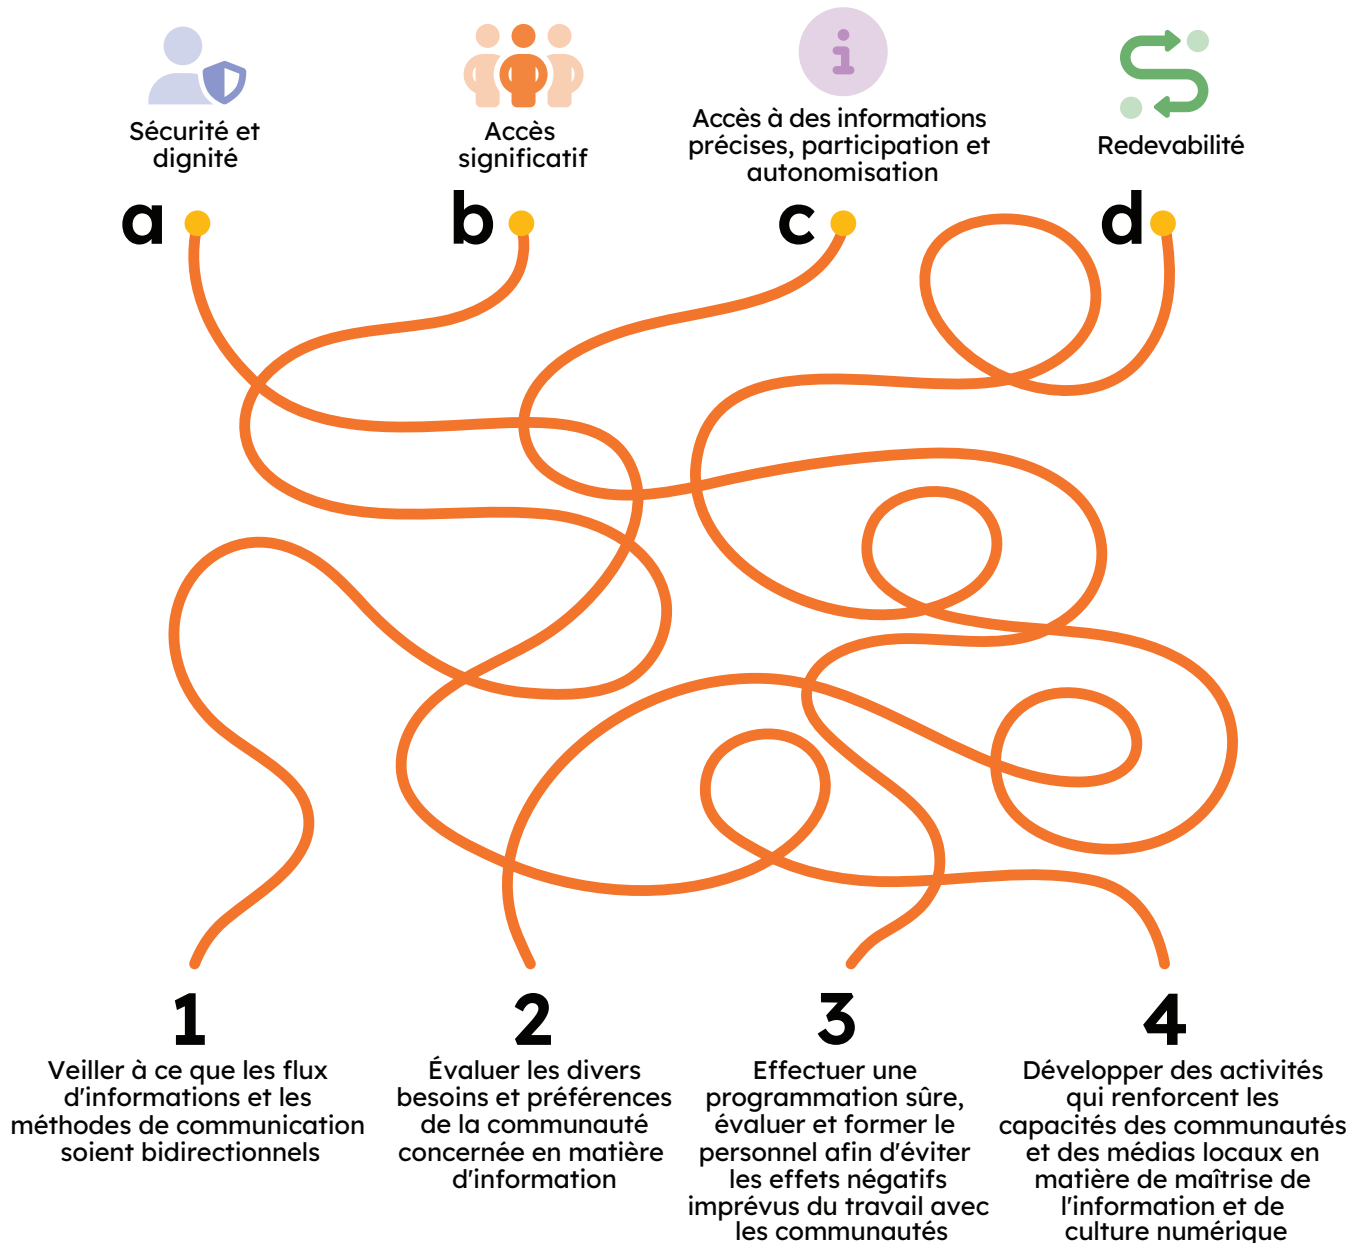 Sécurité et
dignité
Accès
significatif
Accès à des informations
précises, participation et
autonomisation
Redevabilité
a
b
c
d
1
Veiller à ce que les flux
d'informations et les
méthodes de communication
soient bidirectionnels
2
Évaluer les divers
besoins et préférences
de la communauté
concernée en matière
d'information
3
Effectuer une
programmation sûre,
évaluer et former le
personnel afin d'éviter
les effets négatifs
imprévus du travail avec
les communautés
4
Développer des activités
qui renforcent les
capacités des communautés
et des médias locaux en
matière de maîtrise de
l'information et de
culture numérique